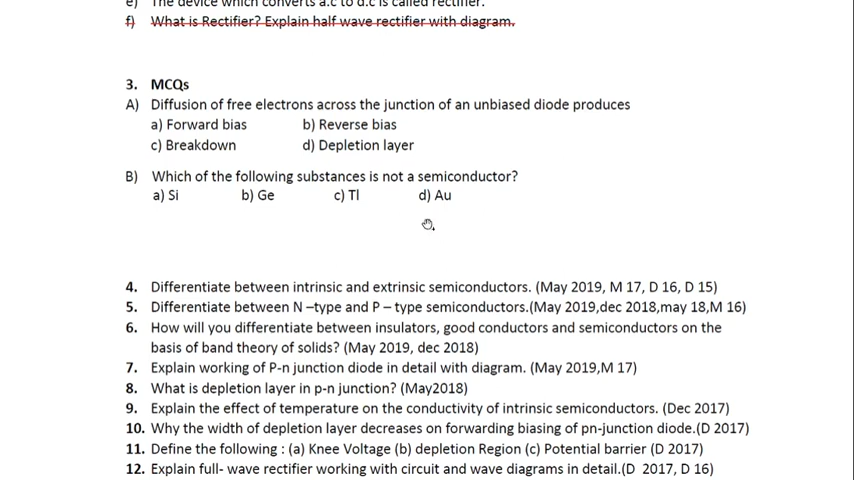 e) The device which converts a.c to d.c is called rectifier.
f) What is Rectifier? Explain half wave rectifier with diagram.
3. MCQs
A) Diffusion of free electrons across the junction of an unbiased diode produces
a) Forward bias b) Reverse bias
c) Breakdown d) Depletion layer
B) Which of the following substances is not a semiconductor?
a) Si b) Ge c) Tl d) Au
4. Differentiate between intrinsic and extrinsic semiconductors. (May 2019, M 17, D 16, D 15)
5. Differentiate between N –type and P – type semiconductors.(May 2019,dec 2018,may 18,M 16)
6. How will you differentiate between insulators, good conductors and semiconductors on the
basis of band theory of solids? (May 2019, dec 2018)
7. Explain working of P-n junction diode in detail with diagram. (May 2019,M 17)
8. What is depletion layer in p-n junction? (May2018)
9. Explain the effect of temperature on the conductivity of intrinsic semiconductors. (Dec 2017)
10. Why the width of depletion layer decreases on forwarding biasing of pn-junction diode.(D 2017)
11. Define the following : (a) Knee Voltage (b) depletion Region (c) Potential barrier (D 2017)
12. Explain full- wave rectifier working with circuit and wave diagrams in detail.(D 2017, D 16)